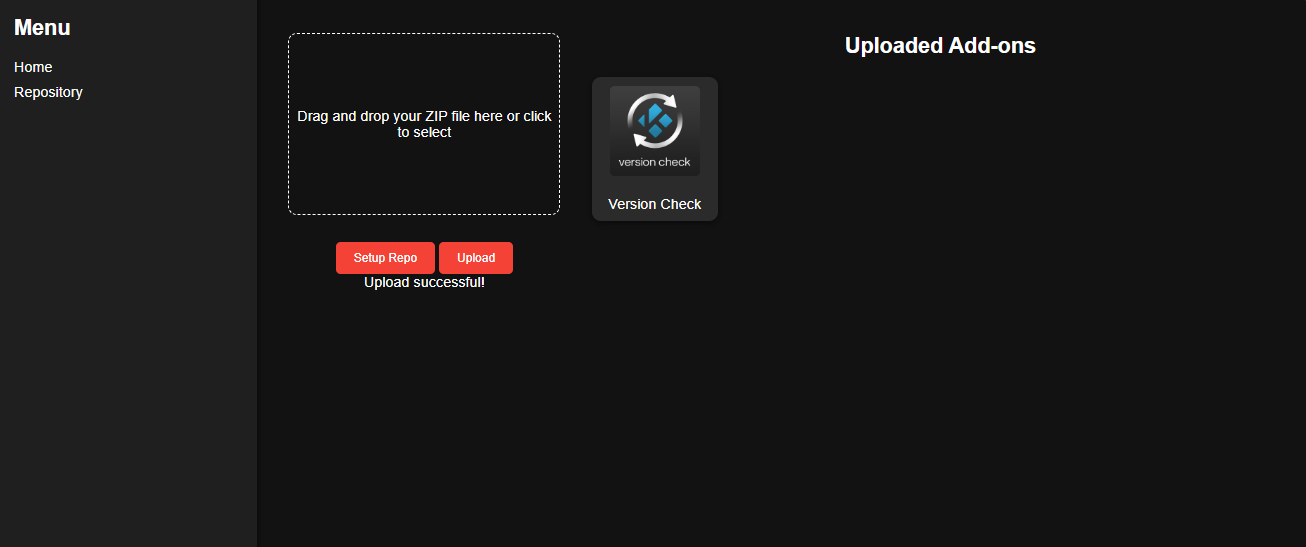 Menu
Home
Repository
Drag and drop your ZIP file here or click
to select
Setup Repo
Upload
Upload successful!
Uploaded Add-ons
version check
Version Check